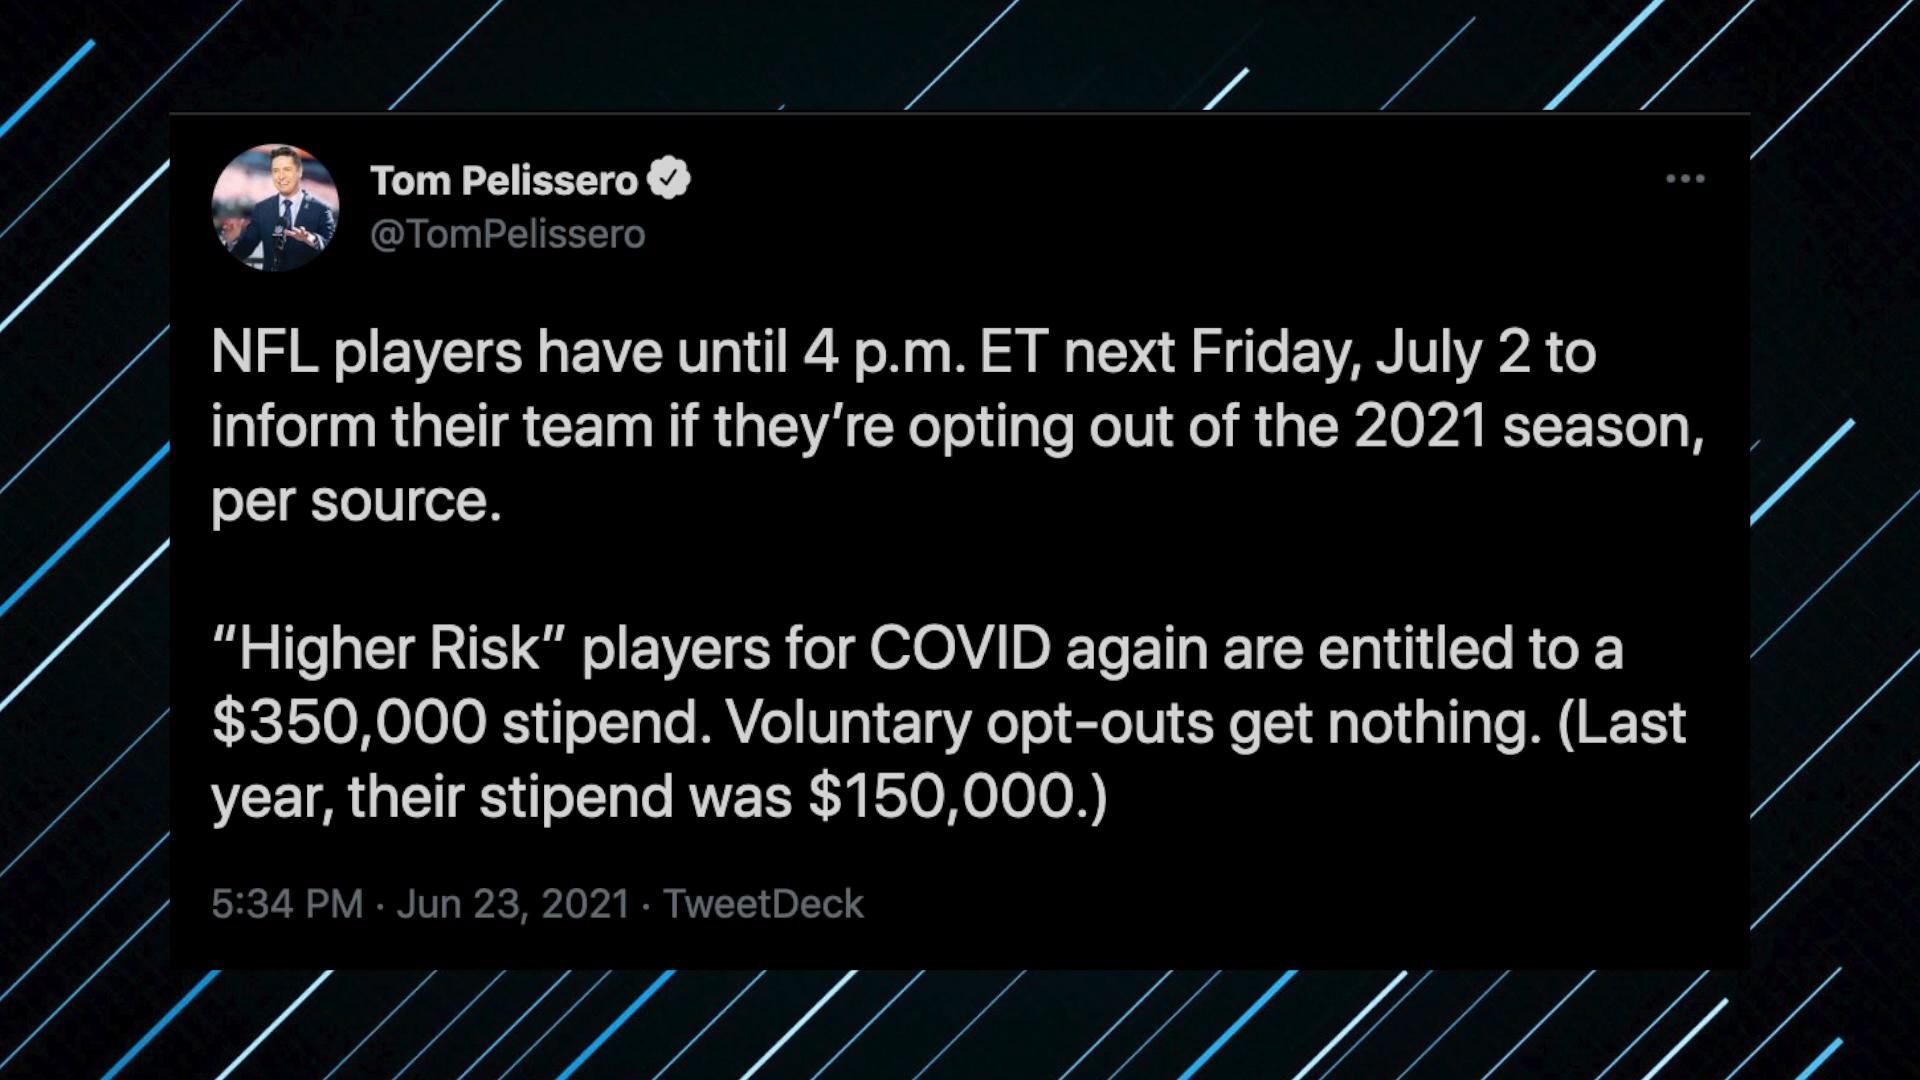 Tom Pelissero
@TomPelissero
NFL players have until 4 p.m. ET next Friday, July 2 to
inform their team if they’re opting out of the 2021 season,
per source.
“Higher Risk” players for COVID again are entitled to a
$350,000 stipend. Voluntary opt-outs get nothing. (Last
year, their stipend was $150,000.)
5:34 PM · Jun 23, 2021 · TweetDeck